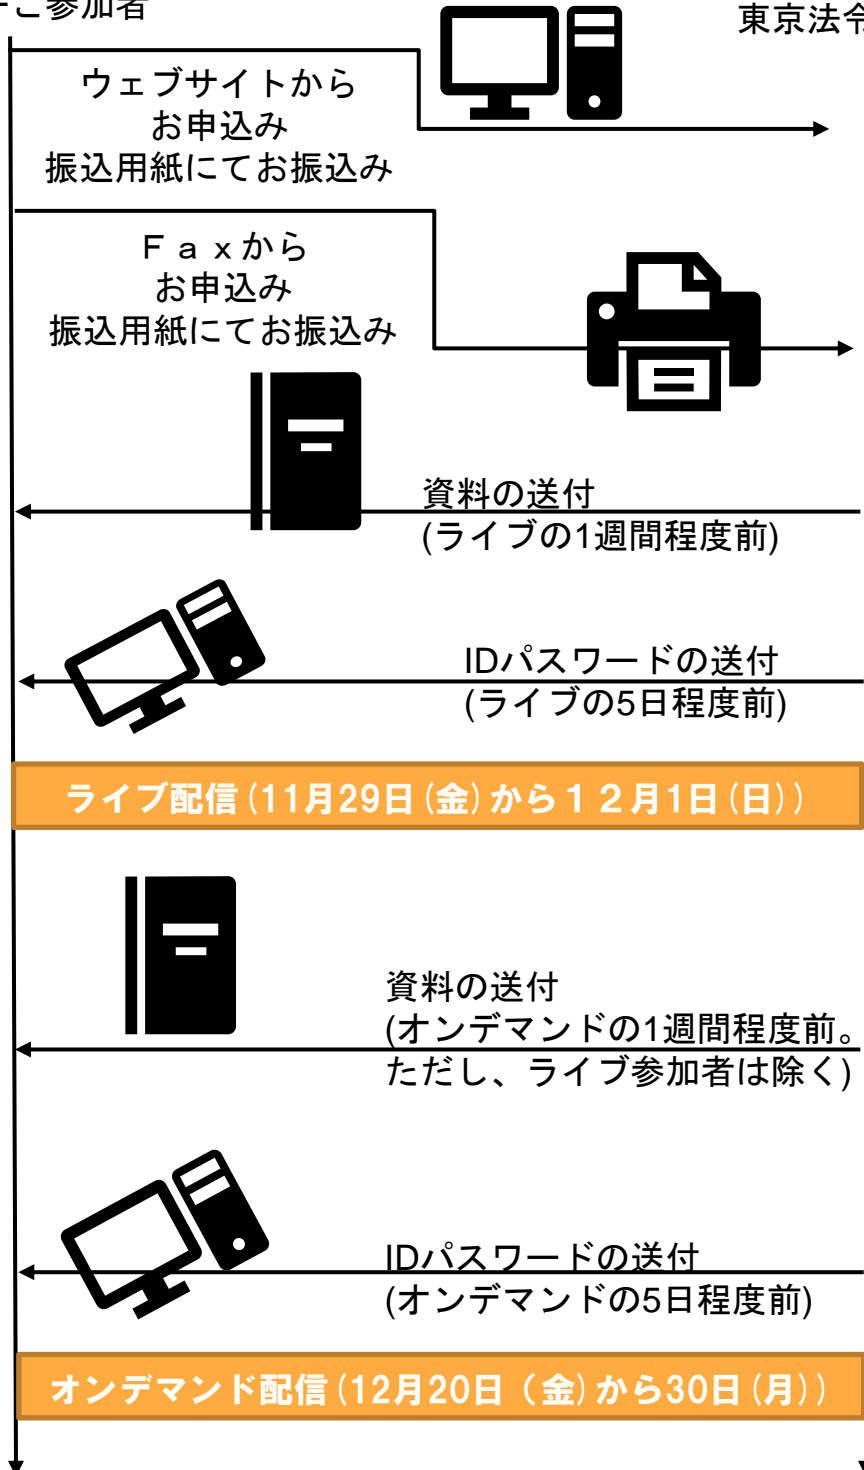 ご参加者
東京法令
ウェブサイトから
お申込み
振込用紙にてお振込み
Ｆａｘから
お申込み
振込用紙にてお振込み
資料の送付
(ライブの1週間程度前)
IDパスワードの送付
(ライブの5日程度前)
ライブ配信(11月29日(金)から１２月1日(日))
資料の送付
(オンデマンドの1週間程度前。
ただし、ライブ参加者は除く)
IDパスワードの送付
(オンデマンドの5日程度前)
オンデマンド配信(12月20日（金)から30日(月))